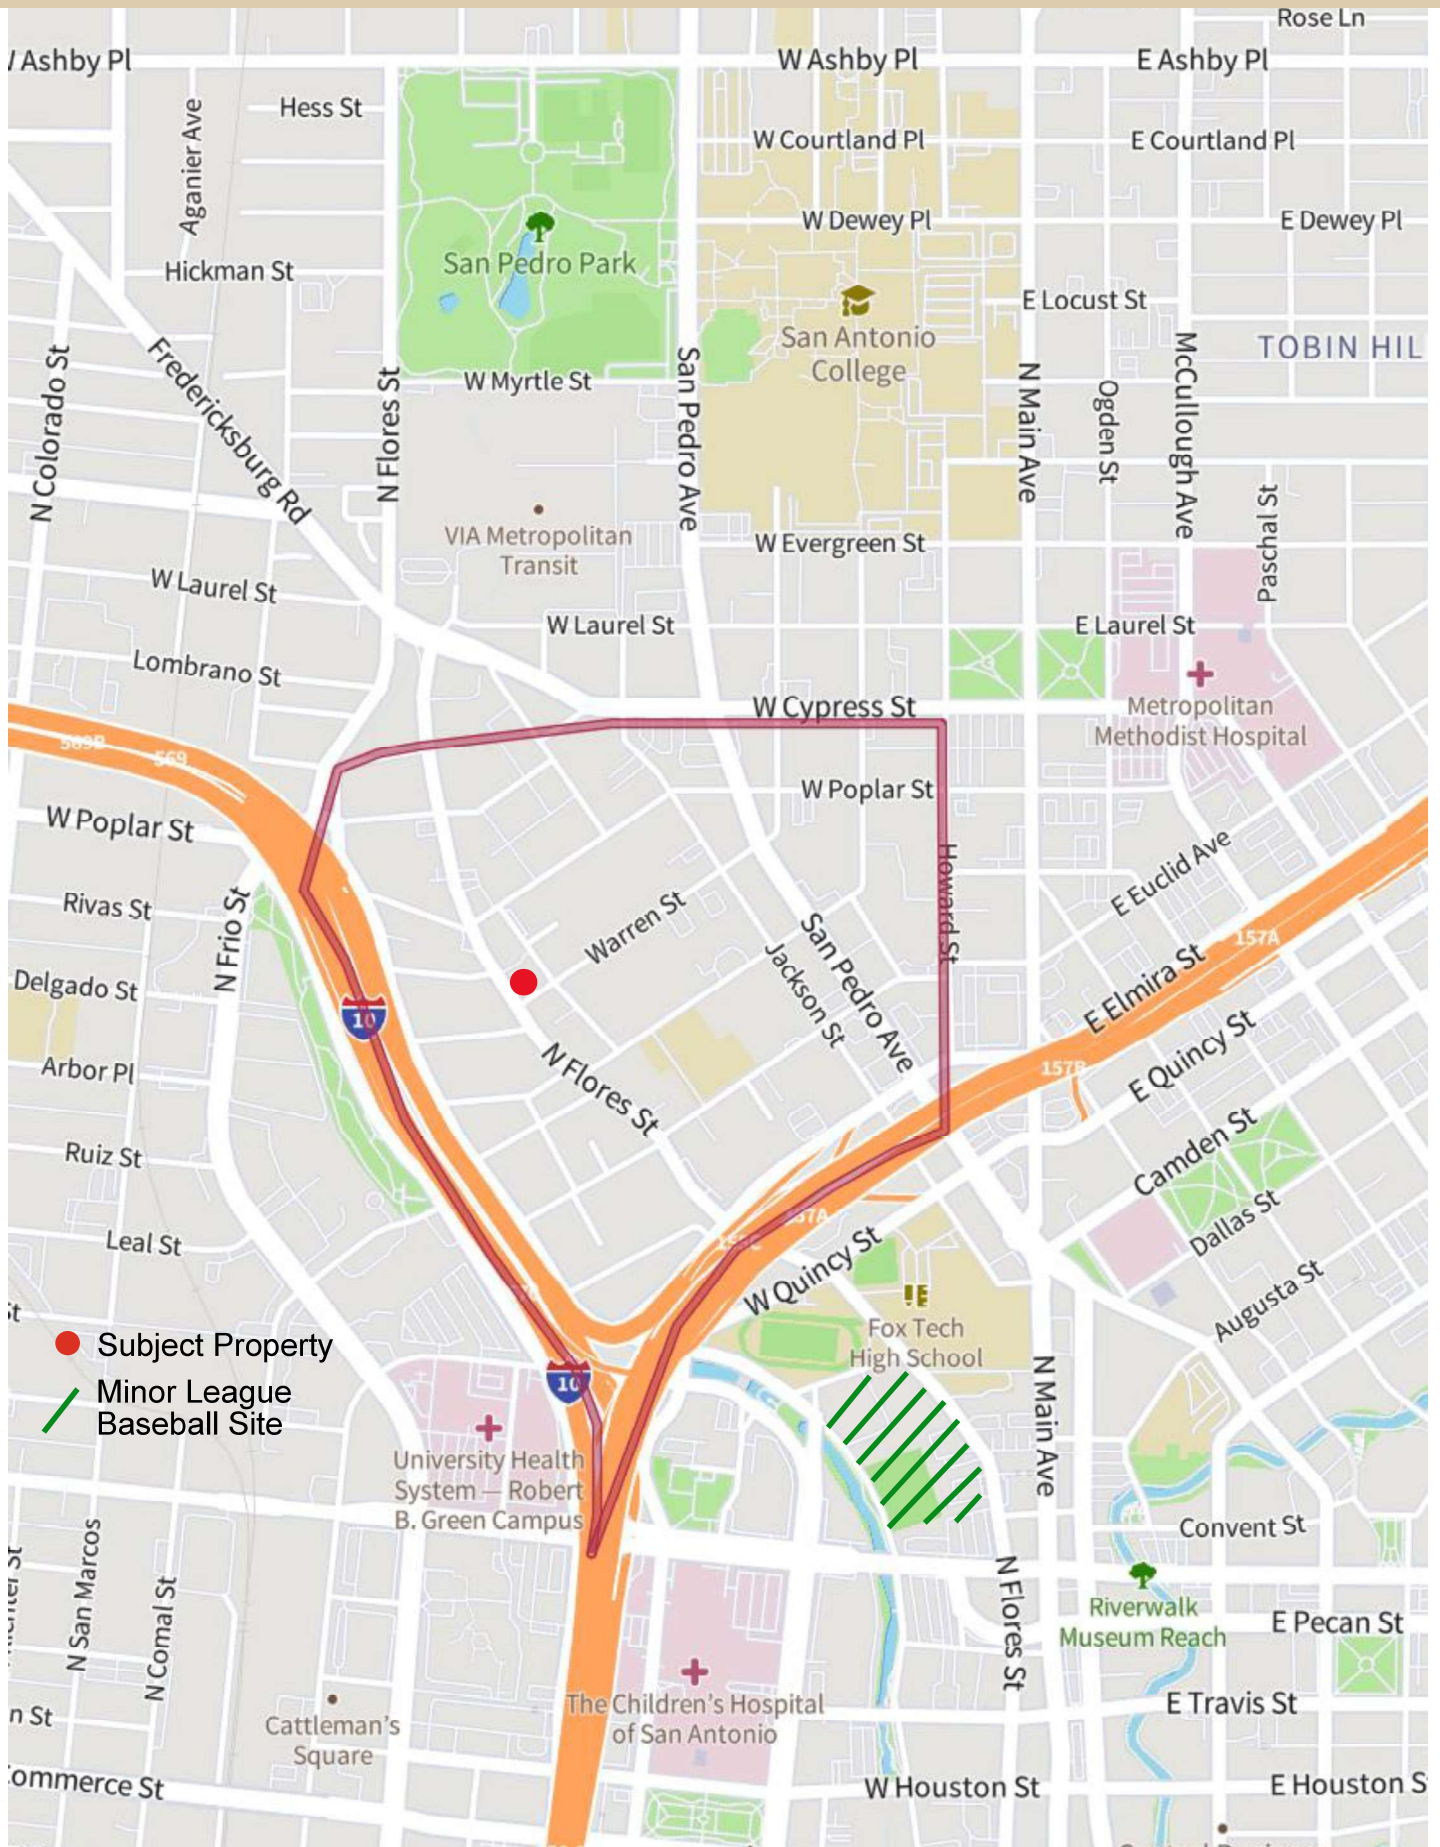 Rose Ln
W Ashby Pl
W Ashby Pl
E Ashby Pl
Hess St
Aganier Ave
W Courtland Pl
E Courtland Pl
W Dewey Pl
E Dewey Pl
San Pedro Park
Hickman St
E Locust St
San Antonio
College
TOBIN HIL
N Colorado St
Fredericksburg Rd
N Flores St
W Myrtle St
San Pedro Ave
N Main Ave
Ogden St
McCullough Ave
Paschal St
VIA Metropolitan
Transit
W Evergreen St
W Laurel St
W Laurel St
E Laurel St
Lombrano St
W Cypress St
Metropolitan
Methodist Hospital
569B
569
W Poplar St
W Poplar St
Howard St
E Euclid Ave
Rivas St
N Frio St
Warren St
San Pedro Ave
Jackson St
157A
E Elmira St
Delgado St
10
E Quincy St
Arbor Pl
N Flores St
157B
Camden St
Ruiz St
Dallas St
Leal St
157A
W Quincy St
Augusta St
St
Subject Property
Minor League
Baseball Site
Fox Tech
High School
10
N Main Ave
University Health
System — Robert
B. Green Campus
Convent St
N San Marcos
N Comal St
N Flores St
Riverwalk
Museum Reach
E Pecan St
The Children's Hospital
of San Antonio
E Travis St
n St
Cattleman's
Square
Commerce St
W Houston St
E Houston S